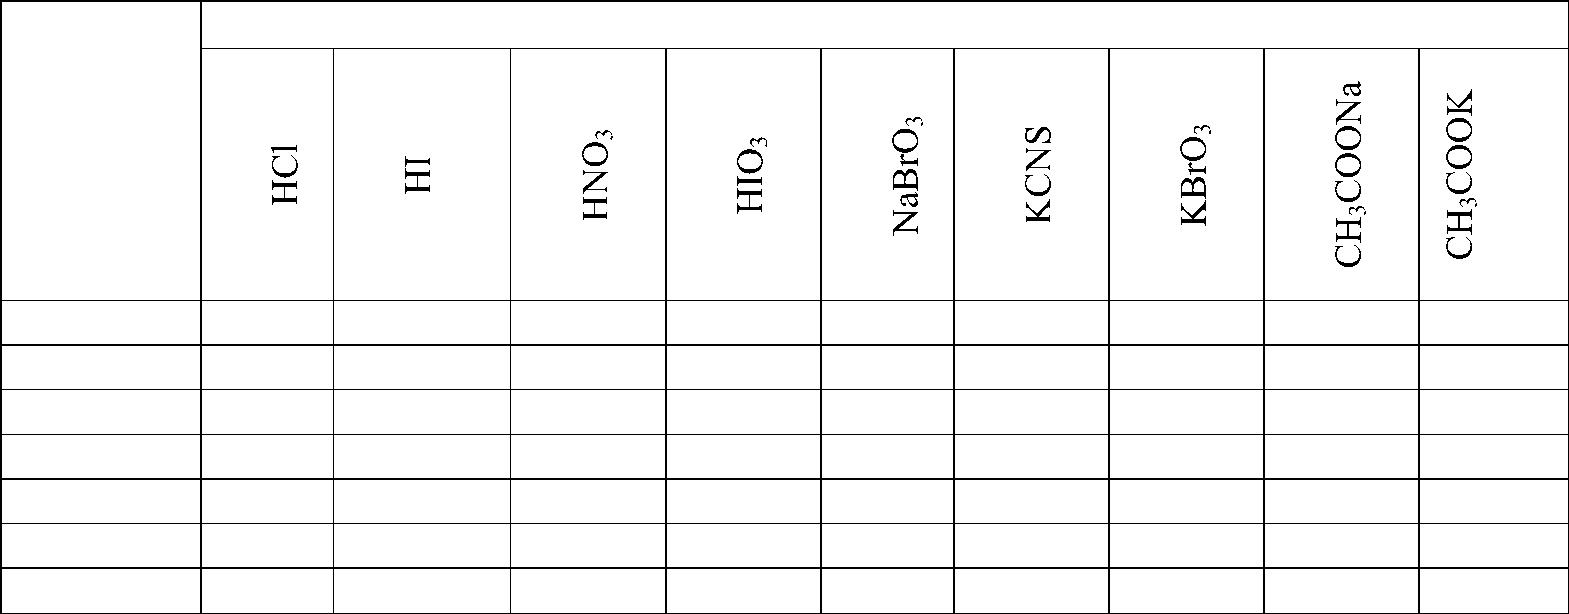 HCl
HI
HNO₃
HIO₃
NaBrO₃
KCNS
KBrO₃
CH₃COONa
CH₃COOK